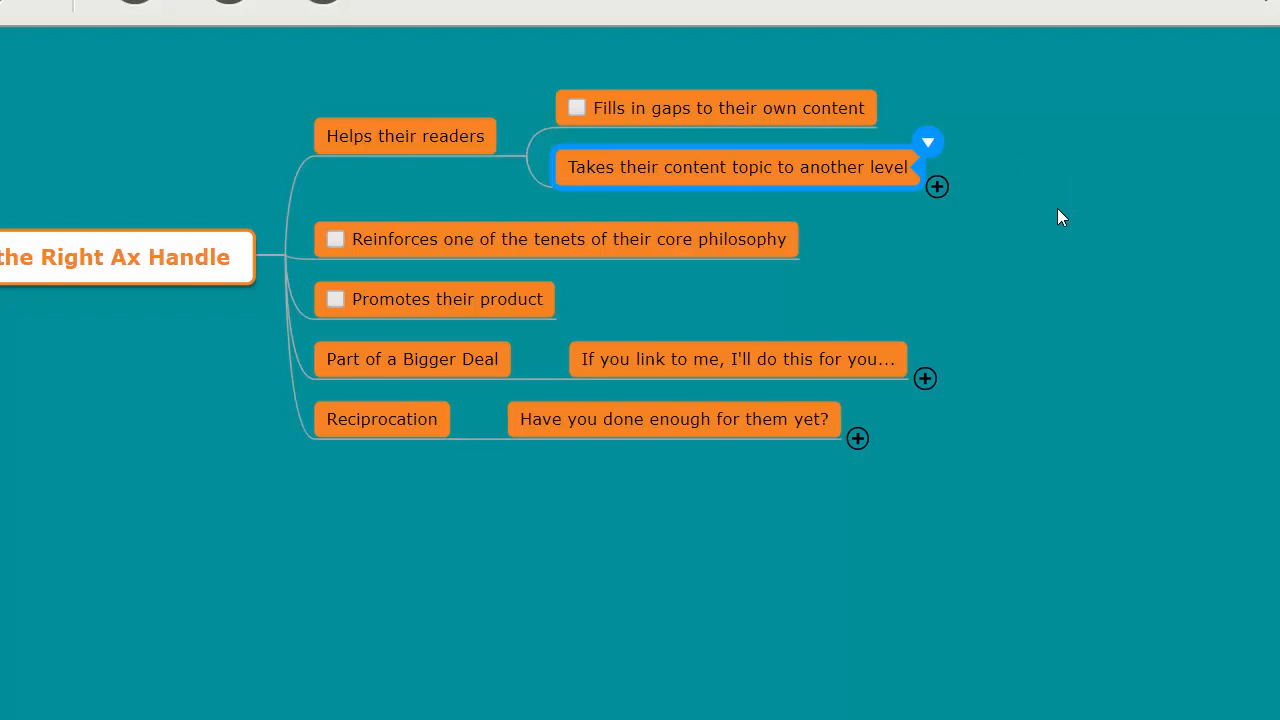 the Right Ax Handle
Helps their readers
Fills in gaps to their own content
Takes their content topic to another level
Reinforces one of the tenets of their core philosophy
Promotes their product
Part of a Bigger Deal
If you link to me, I'll do this for you...
Reciprocation
Have you done enough for them yet?